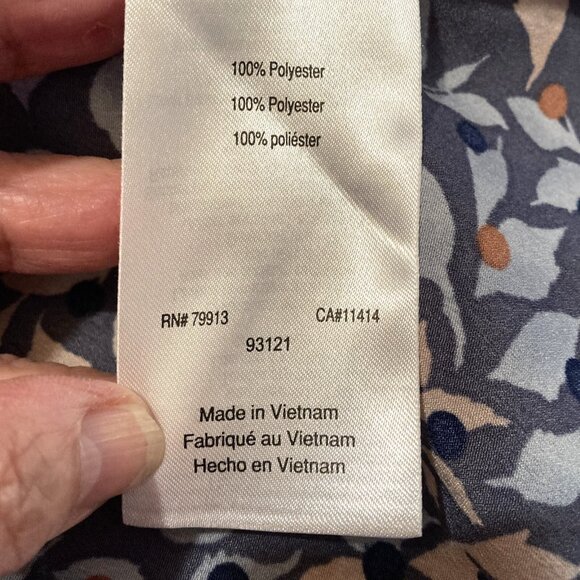 100% Polyester
100% Polyester
100% poliéster
RN# 79913 CA#11414
93121
Made in Vietnam
Fabriqué au Vietnam
Hecho en Vietnam